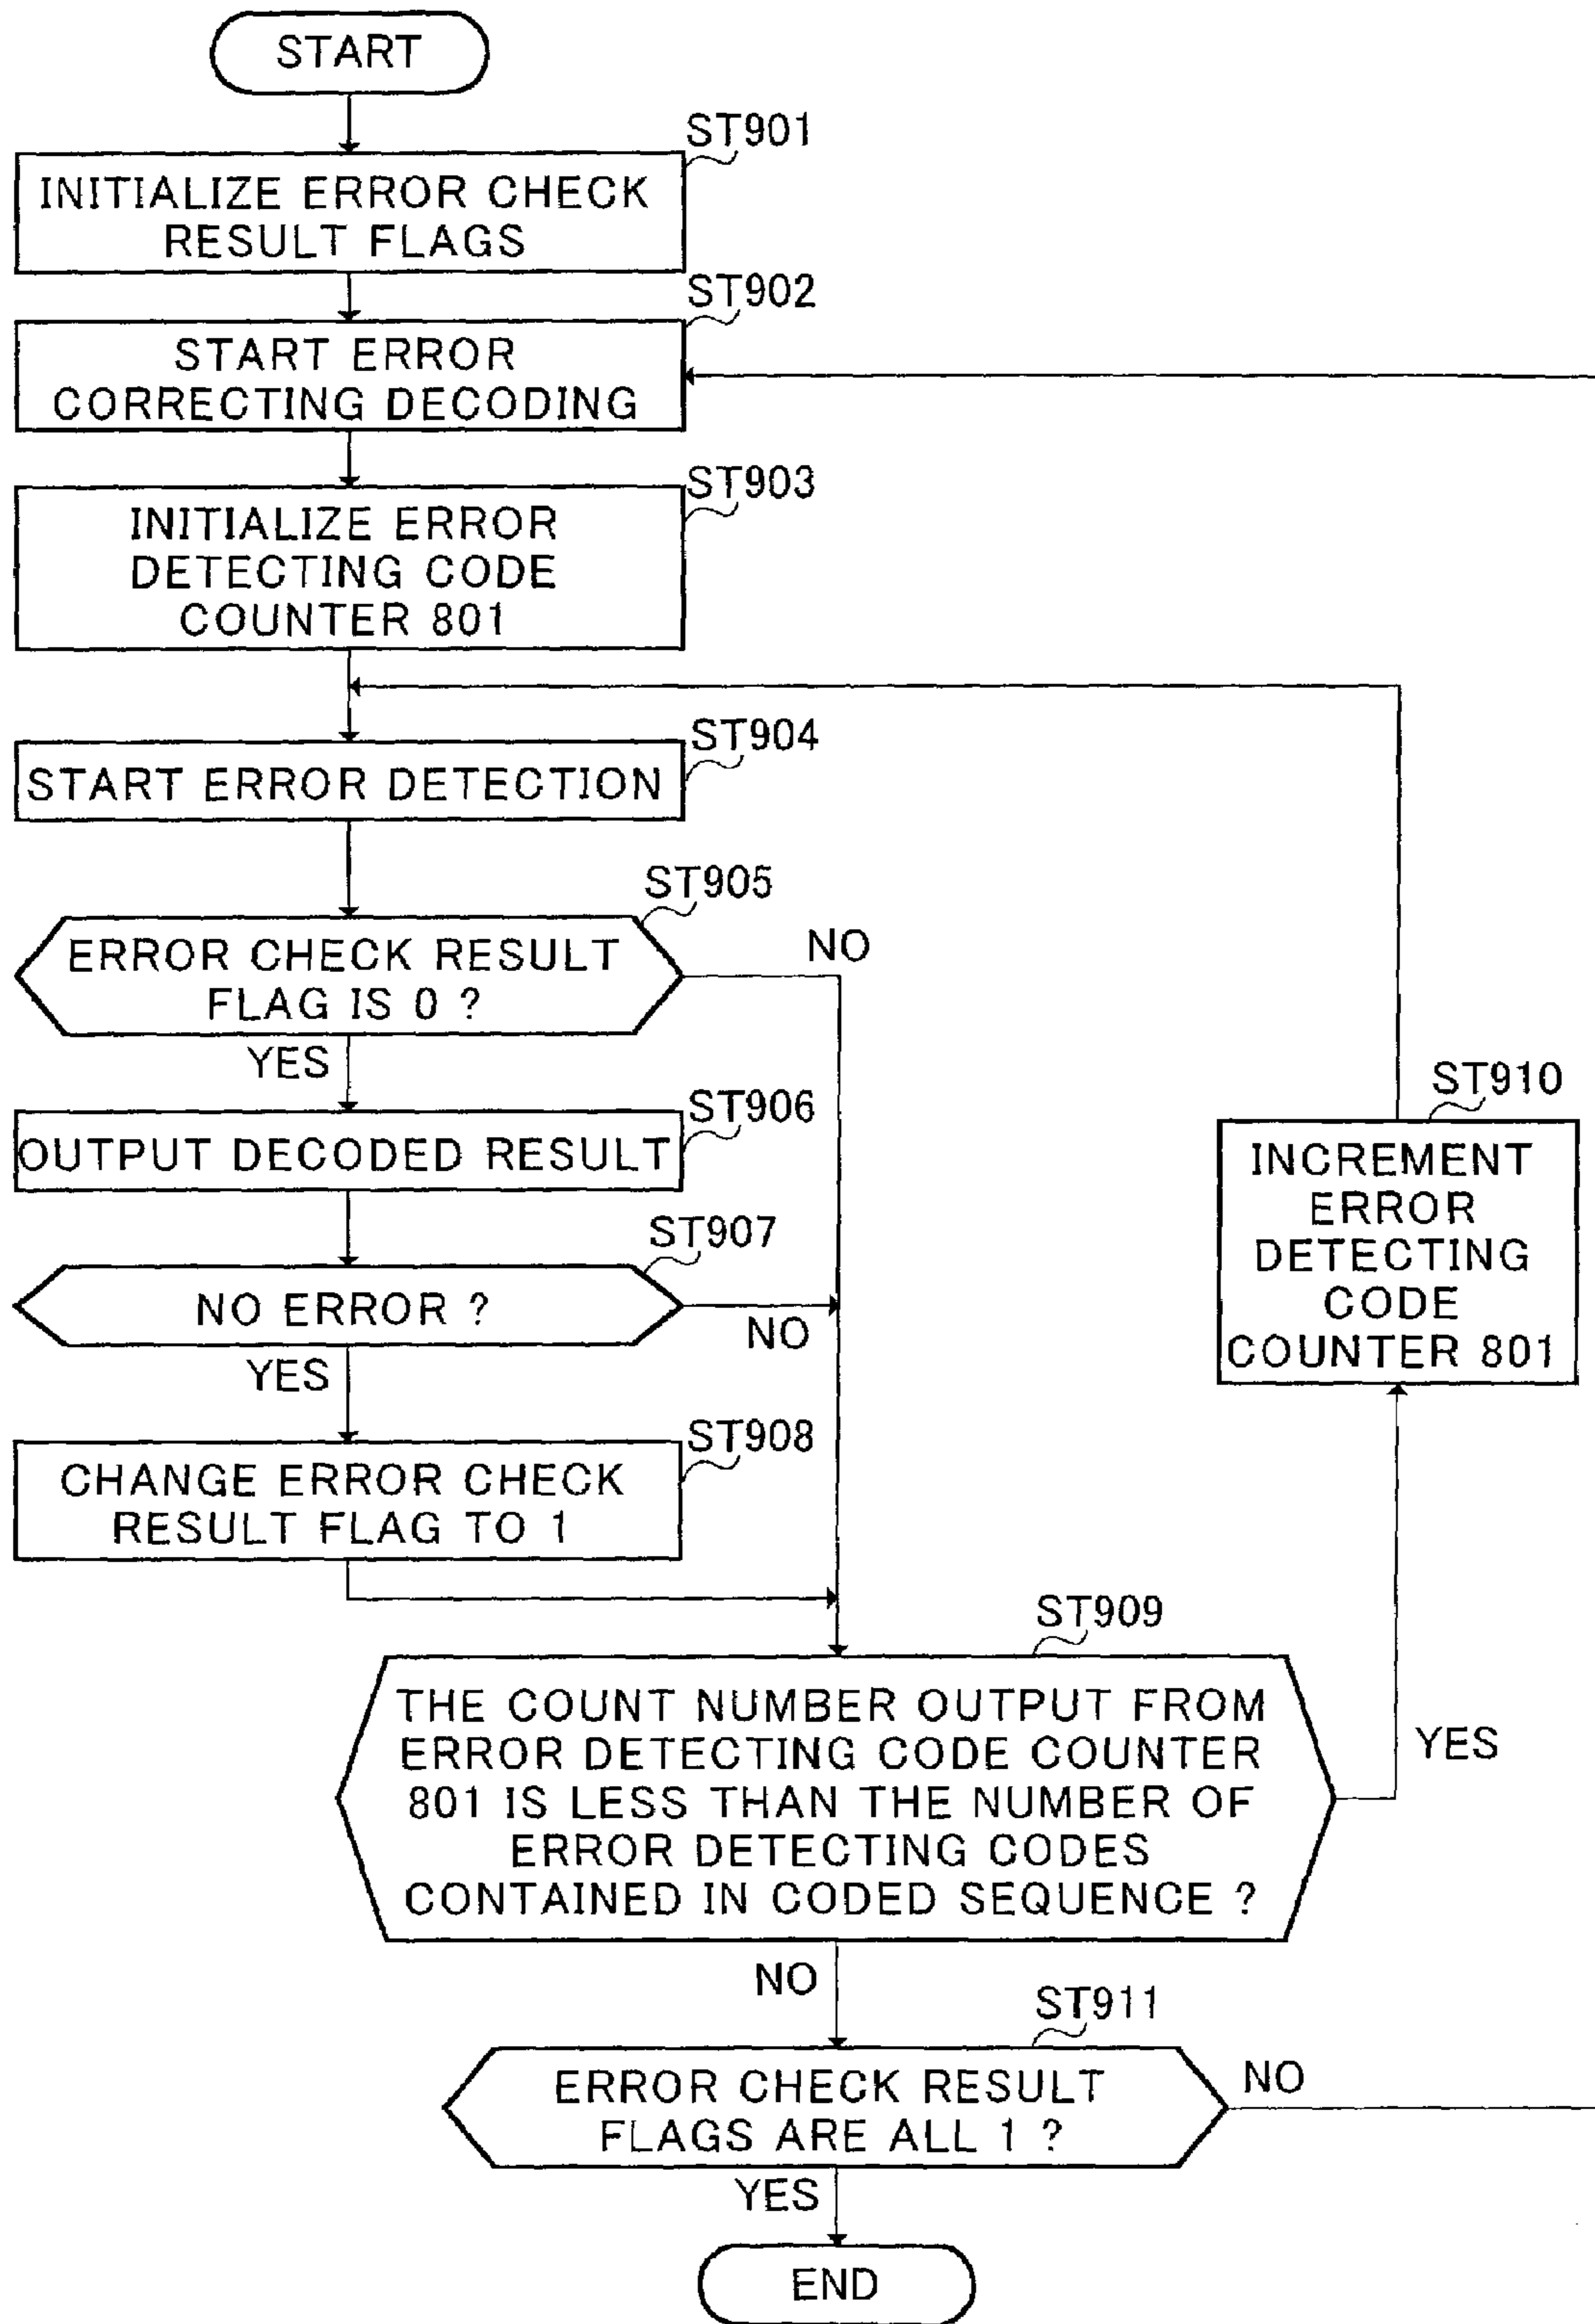 START
ST901
INITIALIZE ERROR CHECK
RESULT FLAGS
ST902
START ERROR
CORRECTING DECODING
ST903
INITIALIZE ERROR
DETECTING CODE
COUNTER 801
ST904
START ERROR DETECTION
ST905
ERROR CHECK RESULT
FLAG IS 0 ?
NO
YES
ST906
OUTPUT DECODED RESULT
ST907
NO ERROR ?
NO
YES
ST908
CHANGE ERROR CHECK
RESULT FLAG TO 1
ST909
THE COUNT NUMBER OUTPUT FROM
ERROR DETECTING CODE COUNTER
801 IS LESS THAN THE NUMBER OF
ERROR DETECTING CODES
CONTAINED IN CODED SEQUENCE ?
YES
NO
ST910
INCREMENT
ERROR
DETECTING
CODE
COUNTER 801
ST911
ERROR CHECK RESULT
FLAGS ARE ALL 1 ?
NO
YES
END